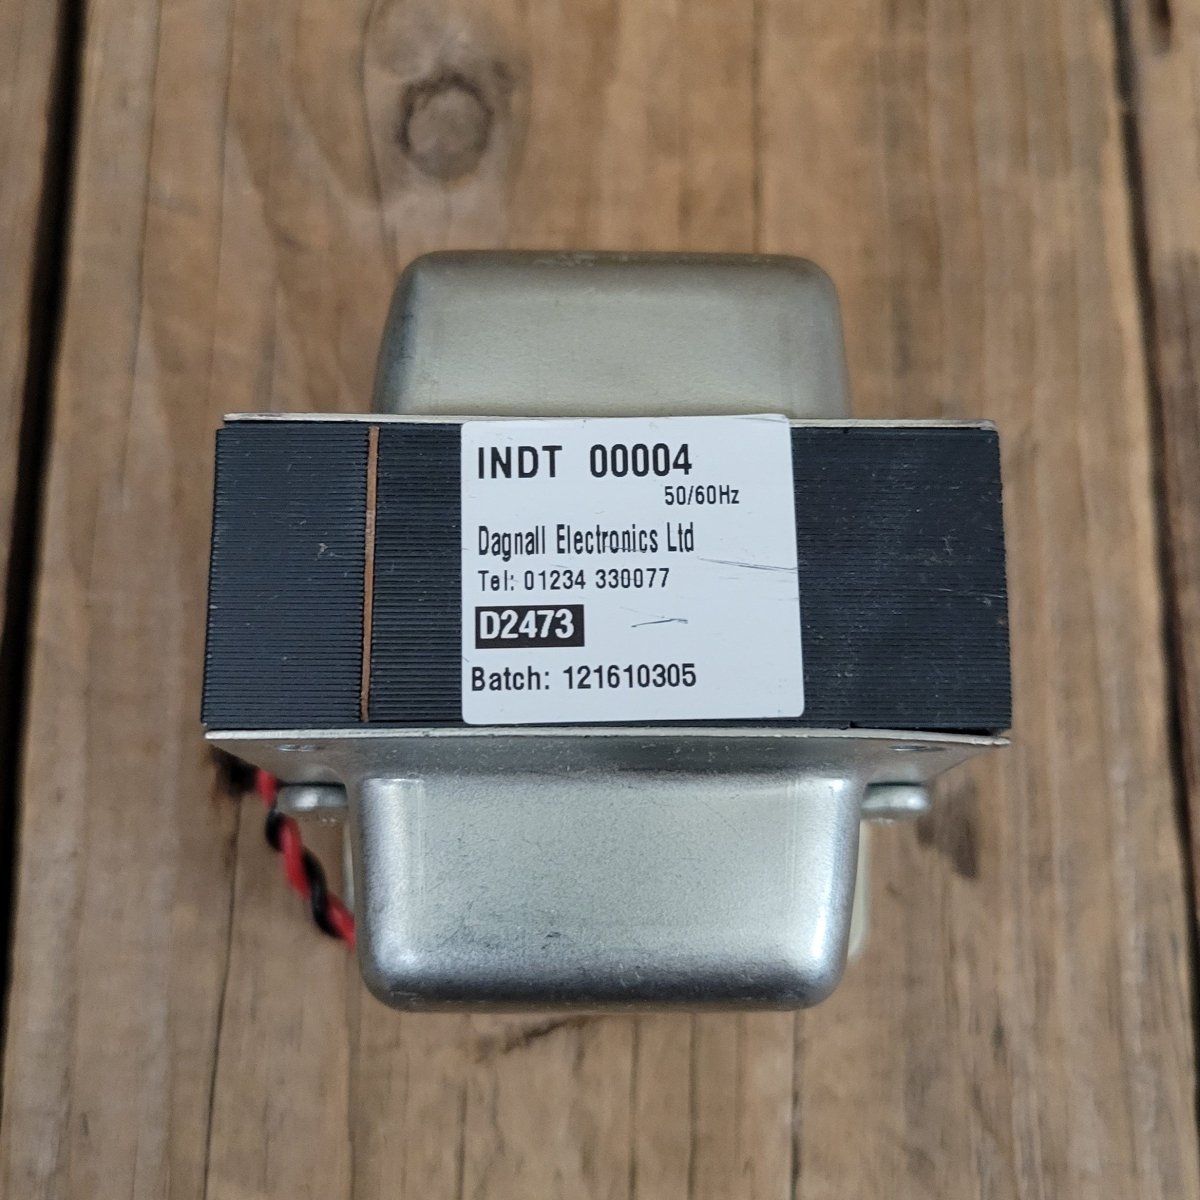 INDT 00004
50/60Hz
Dagnall Electronics Ltd
Tel: 01234 330077
D2473
Batch: 121610305